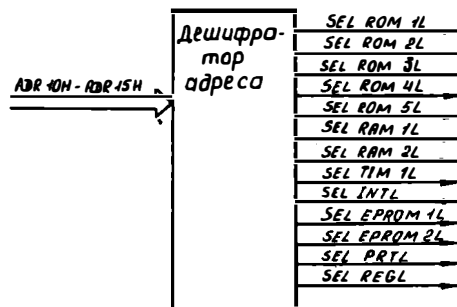 Дешифра-
тор
адреса
ADR 10H - ADR 15H
SEL ROM 1L
SEL ROM 2L
SEL ROM 3L
SEL ROM 4L
SEL ROM 5L
SEL RAM 1L
SEL RAM 2L
SEL TIM 1L
SEL INTL
SEL EPROM 1L
SEL EPROM 2L
SEL PRTL
SEL REGL